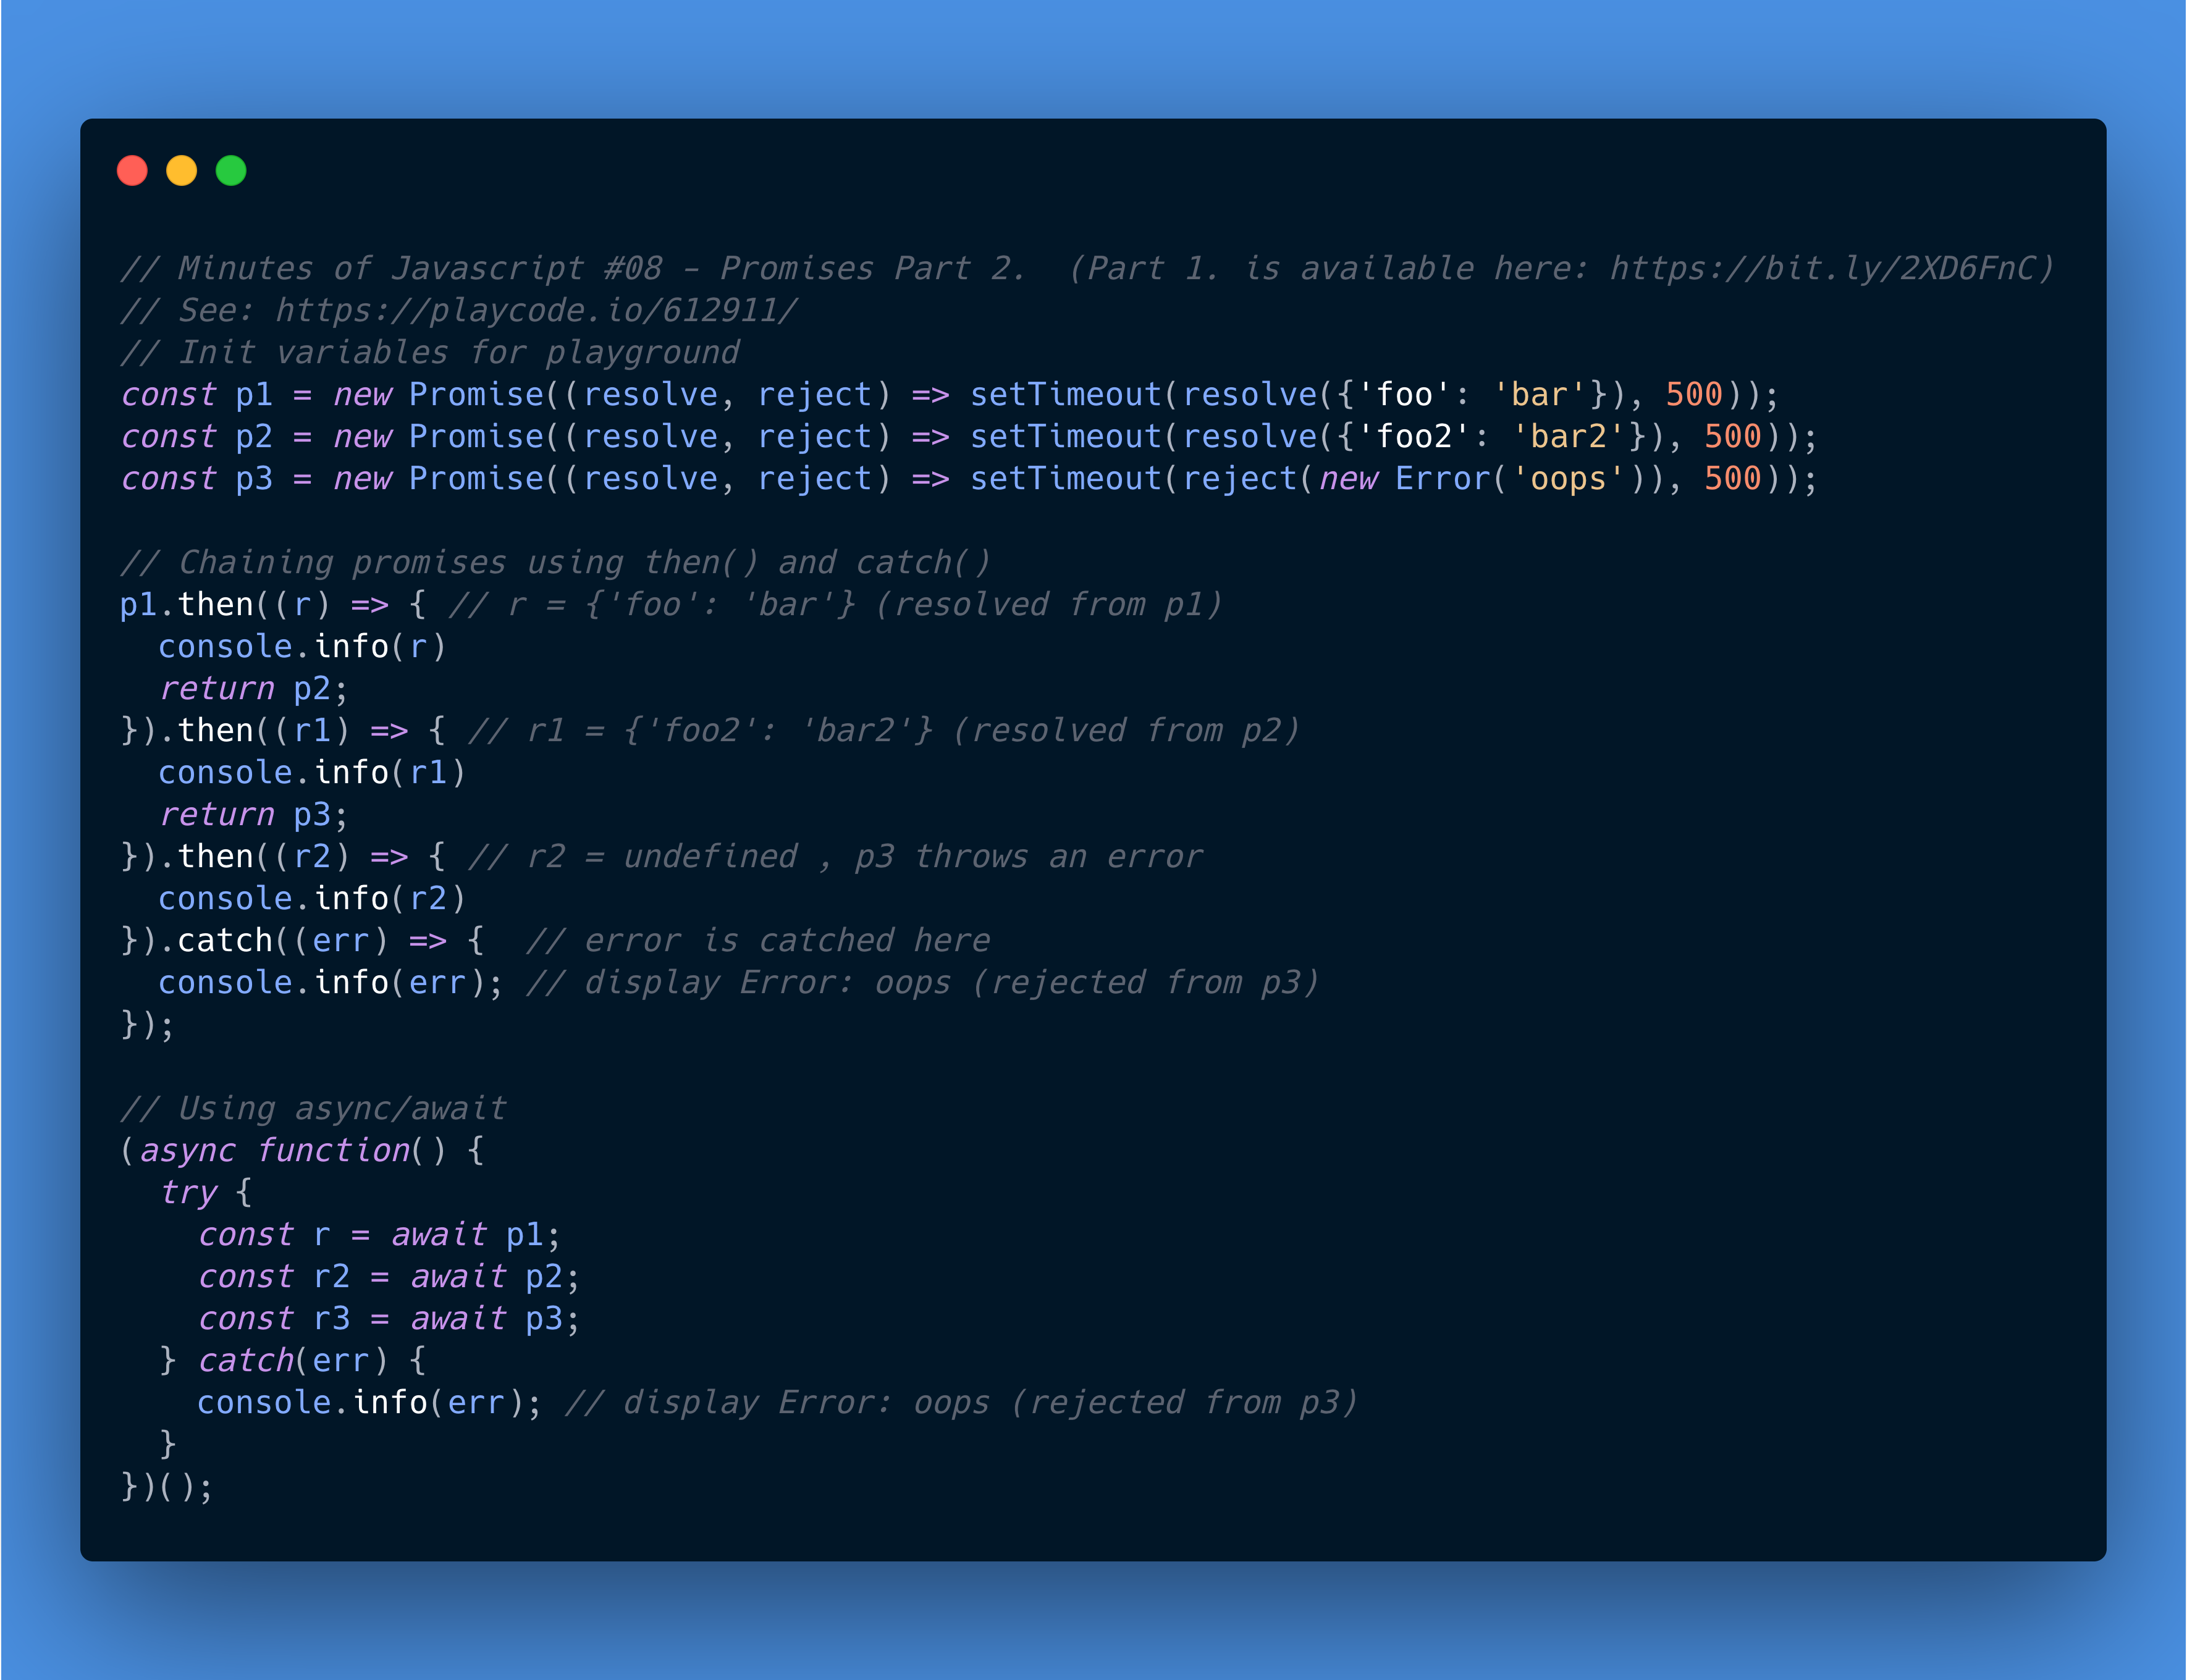 // Minutes of Javascript #08 - Promises Part 2.  (Part 1. is available here: https://bit.ly/2XD6FnC)
// See: https://playcode.io/612911/
// Init variables for playground
const p1 = new Promise((resolve, reject) => setTimeout(resolve({'foo': 'bar'}), 500));
const p2 = new Promise((resolve, reject) => setTimeout(resolve({'foo2': 'bar2'}), 500));
const p3 = new Promise((resolve, reject) => setTimeout(reject(new Error('oops')), 500));

// Chaining promises using then() and catch()
p1.then((r) => { // r = {'foo': 'bar'} (resolved from p1)
  console.info(r)
  return p2;
}).then((r1) => { // r1 = {'foo2': 'bar2'} (resolved from p2)
  console.info(r1)
  return p3;
}).then((r2) => { // r2 = undefined , p3 throws an error
  console.info(r2)
}).catch((err) => {  // error is catched here
  console.info(err); // display Error: oops (rejected from p3)
});

// Using async/await
(async function() {
  try {
    const r = await p1;
    const r2 = await p2;
    const r3 = await p3;
  } catch(err) {
    console.info(err); // display Error: oops (rejected from p3)
  }
})();